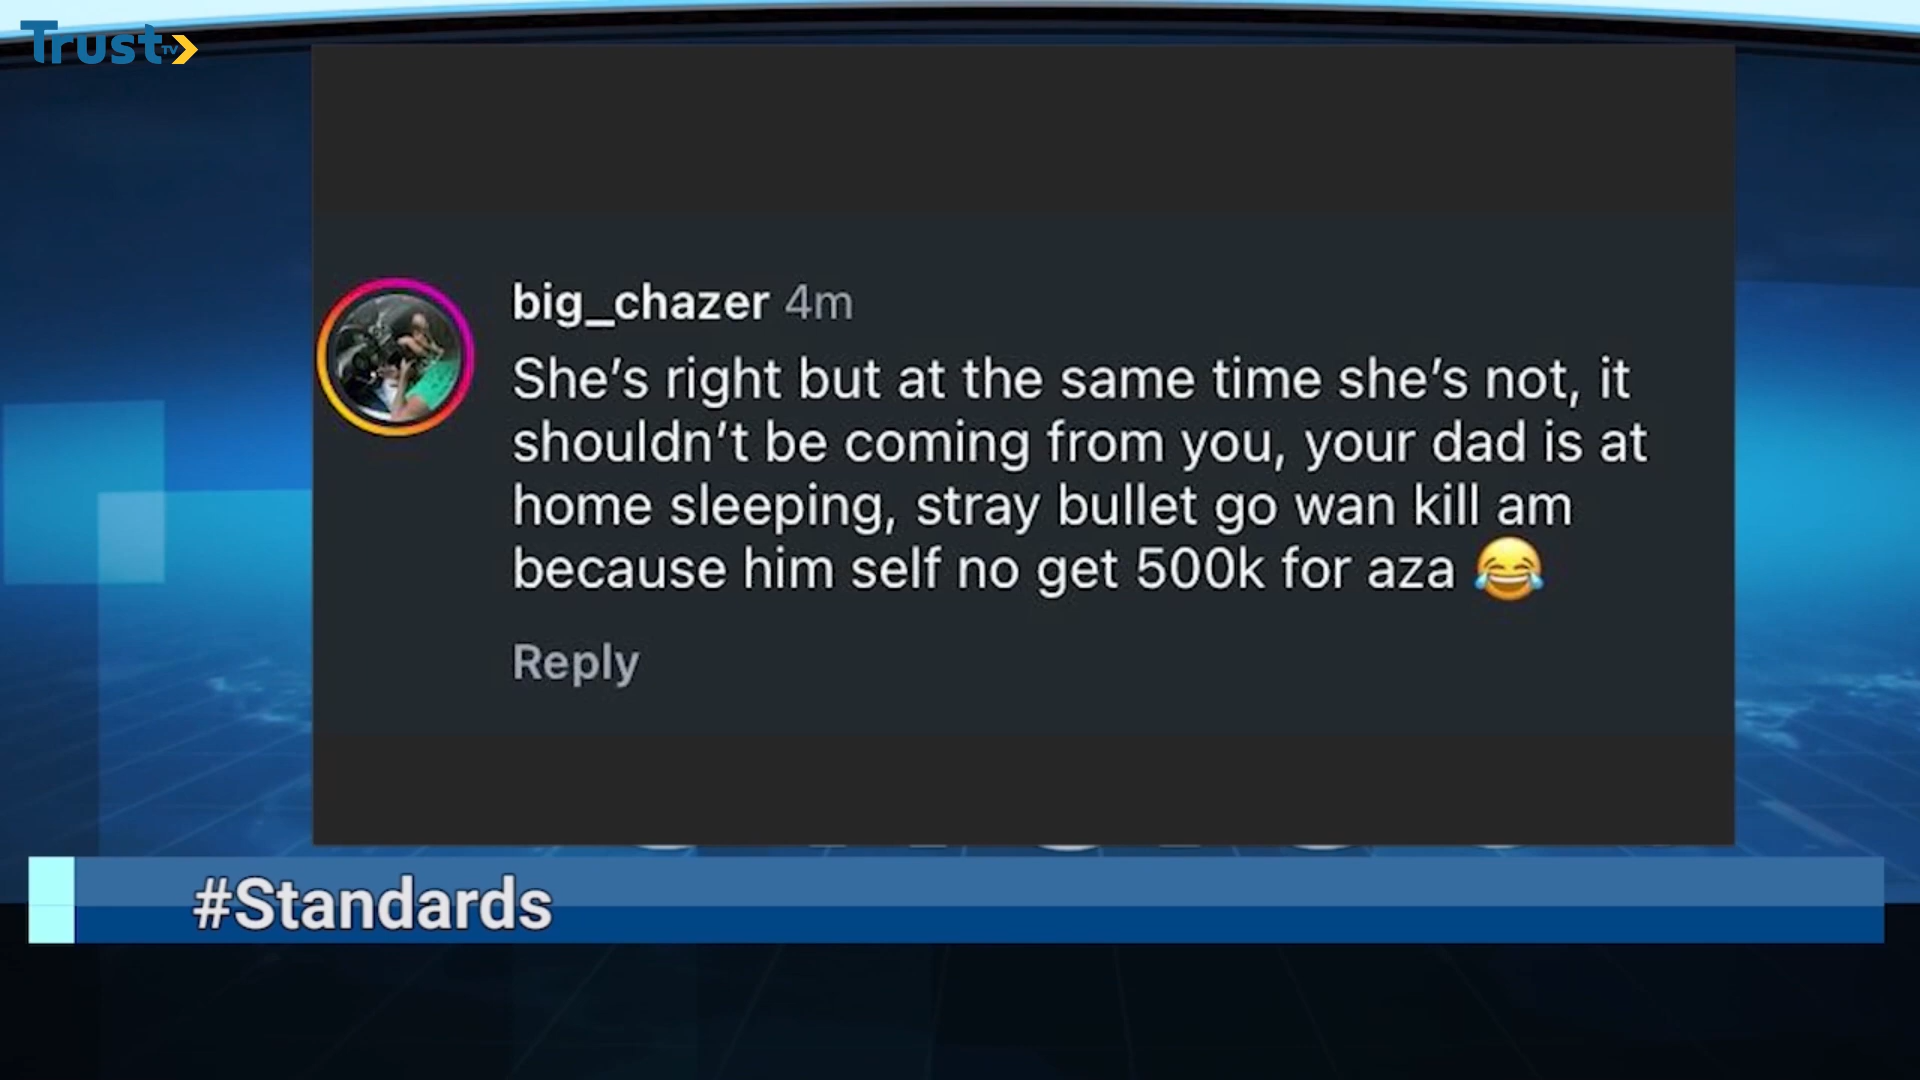 Trust TV
big_chazer 4m
She's right but at the same time she's not, it
shouldn't be coming from you, your dad is at
home sleeping, stray bullet go wan kill am
because him self no get 500k for aza 😂
Reply
#Standards